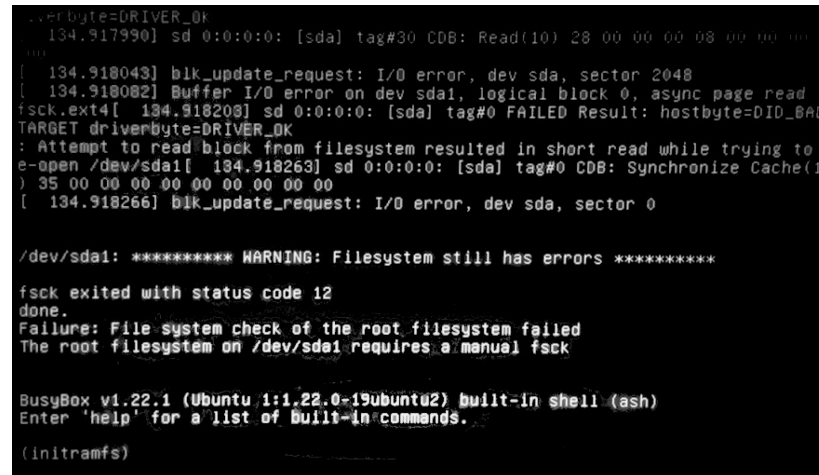 verbyte=DRIVER_OK
134.917990] sd 0:0:0:0: [sda] tag#30 CDB: Read(10) 28 00 00 00 08 00 00 00
00
[  134.918043] blk_update_request: I/O error, dev sda, sector 2048
[  134.918082] Buffer I/O error on dev sda1, logical block 0, async page read
fsck.ext4[  134.918208] sd 0:0:0:0: [sda] tag#0 FAILED Result: hostbyte=DID_BAD
TARGET driverbyte=DRIVER_OK
: Attempt to read block from filesystem resulted in short read while trying to
e-open /dev/sda1[  134.918263] sd 0:0:0:0: [sda] tag#0 CDB: Synchronize Cache(1
) 35 00 00 00 00 00 00 00 00 00
[  134.918266] blk_update_request: I/O error, dev sda, sector 0
/dev/sda1: ********** WARNING: Filesystem still has errors **********
fsck exited with status code 12
done.
Failure: File system check of the root filesystem failed
The root filesystem on /dev/sda1 requires a manual fsck
BusyBox v1.22.1 (Ubuntu 1:1.22.0-19ubuntu2) built-in shell (ash)
Enter 'help' for a list of built-in commands.
(initramfs)